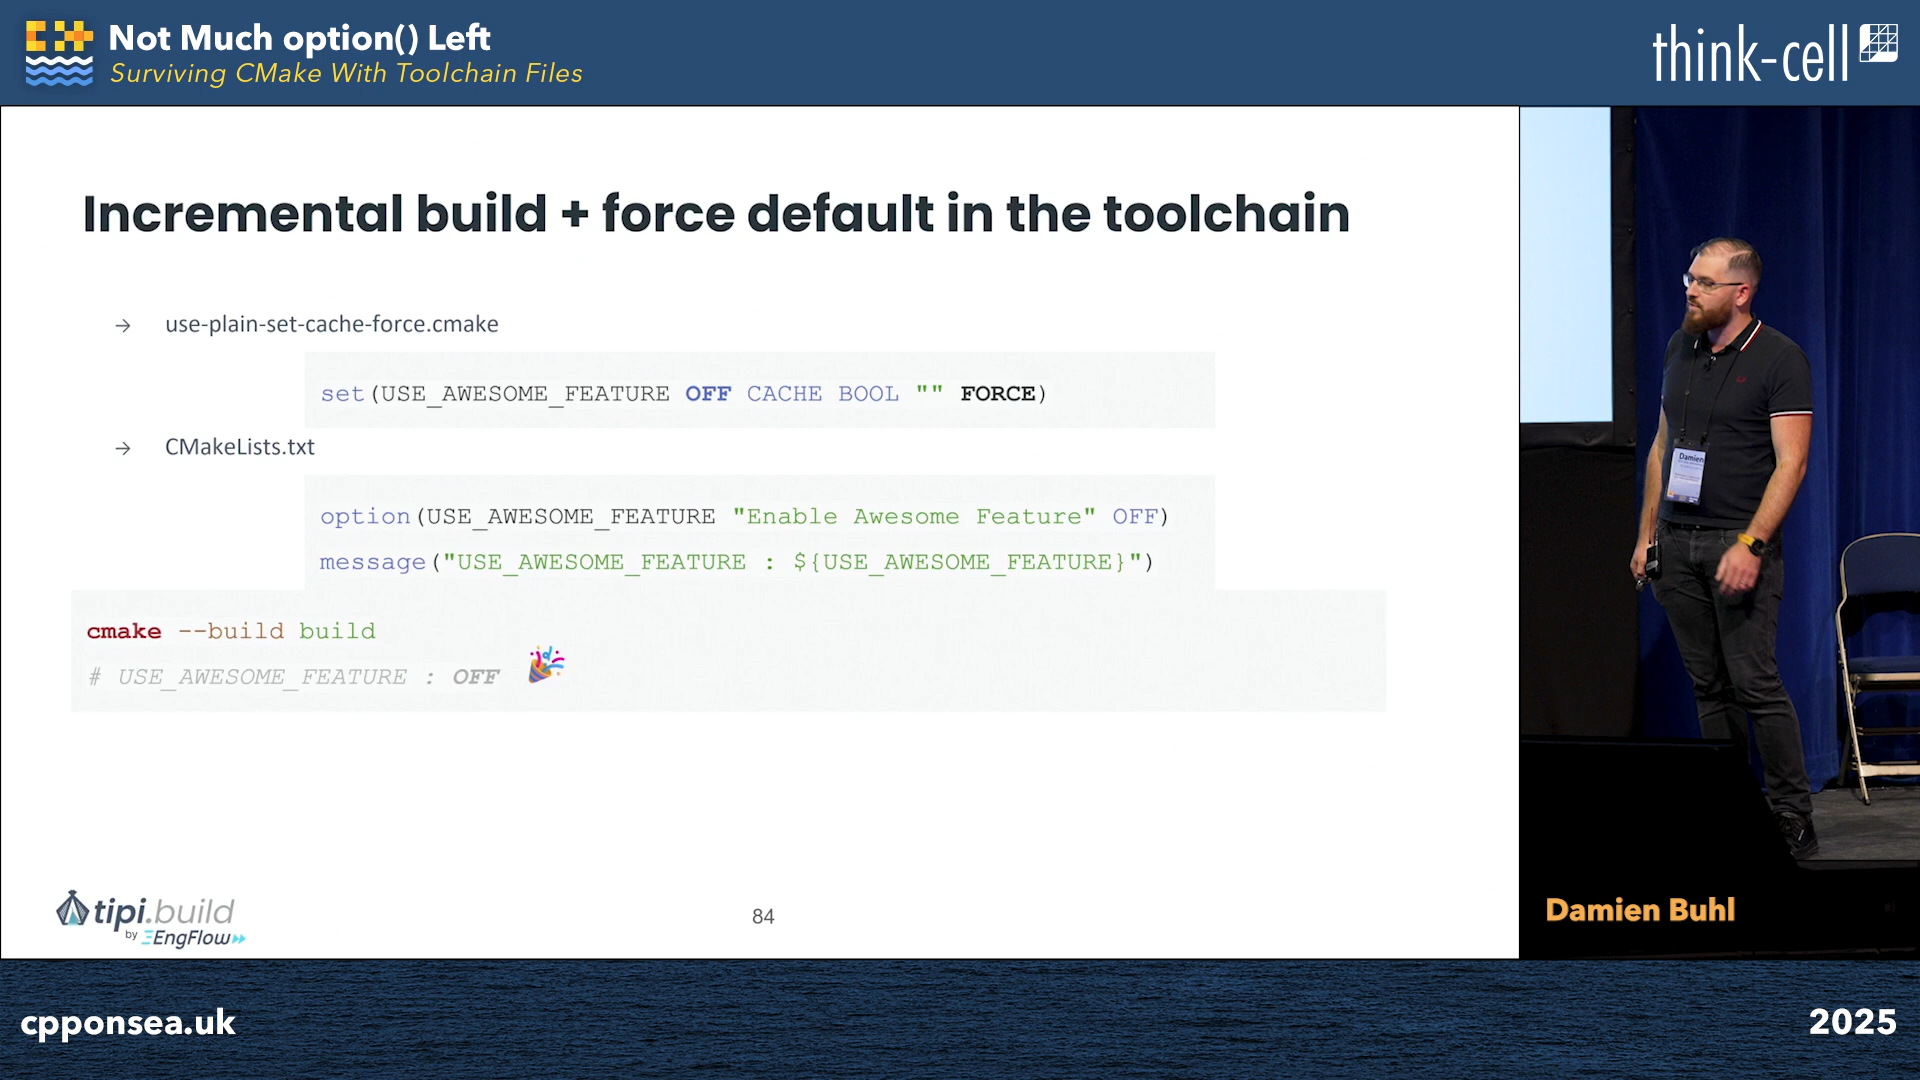 Not Much option() Left
Surviving CMake With Toolchain Files
think-cell
Incremental build + force default in the toolchain
→ use-plain-set-cache-force.cmake
set(USE_AWESOME_FEATURE OFF CACHE BOOL "" FORCE)
→ CMakeLists.txt
option(USE_AWESOME_FEATURE "Enable Awesome Feature" OFF)
message("USE_AWESOME_FEATURE : ${USE_AWESOME_FEATURE}")
cmake --build build
# USE_AWESOME_FEATURE : OFF
tipi.build
by EngFlow
84
Damien
Damien Buhl
cpponsea.uk
2025